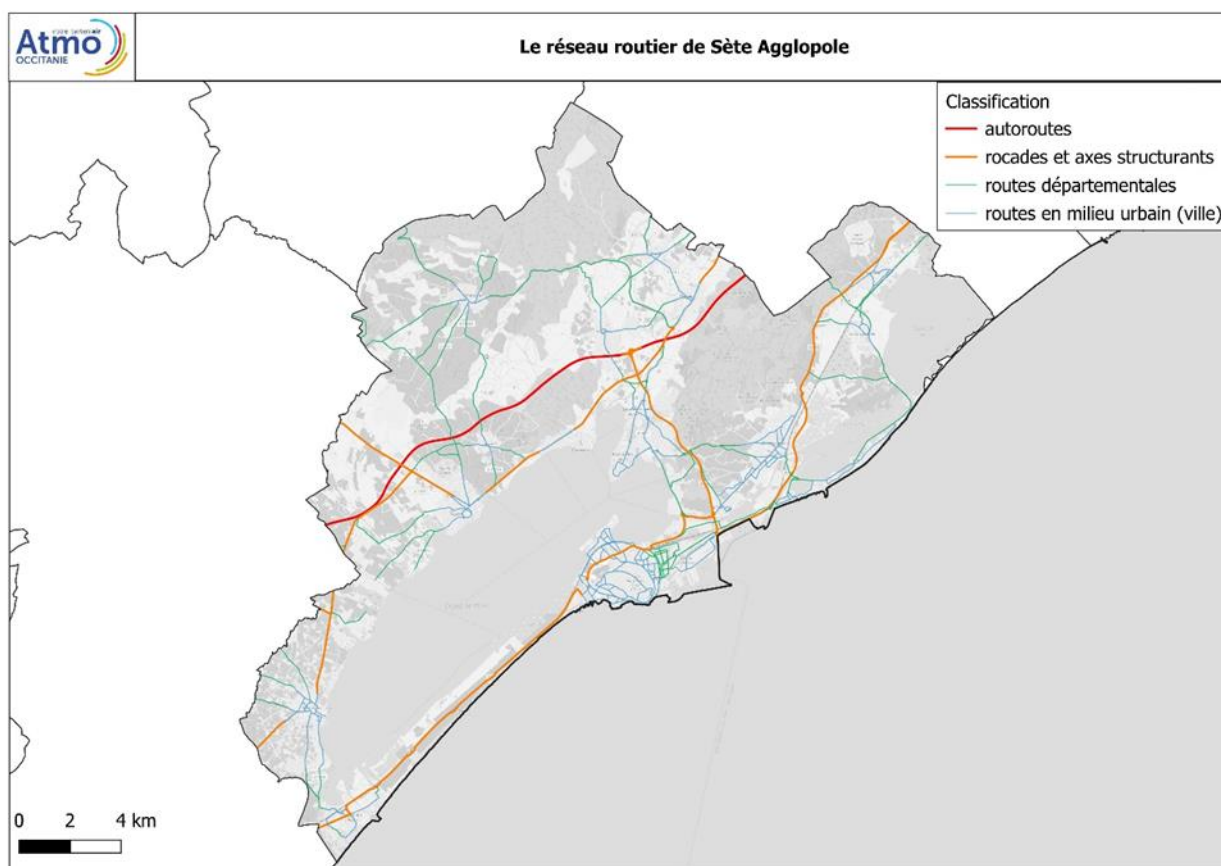 Atmo
OCCITANIE
Le réseau routier de Sète Agglopole
Classification
autoroutes
rocades et axes structurants
routes départementales
routes en milieu urbain (ville)
0 2 4 km